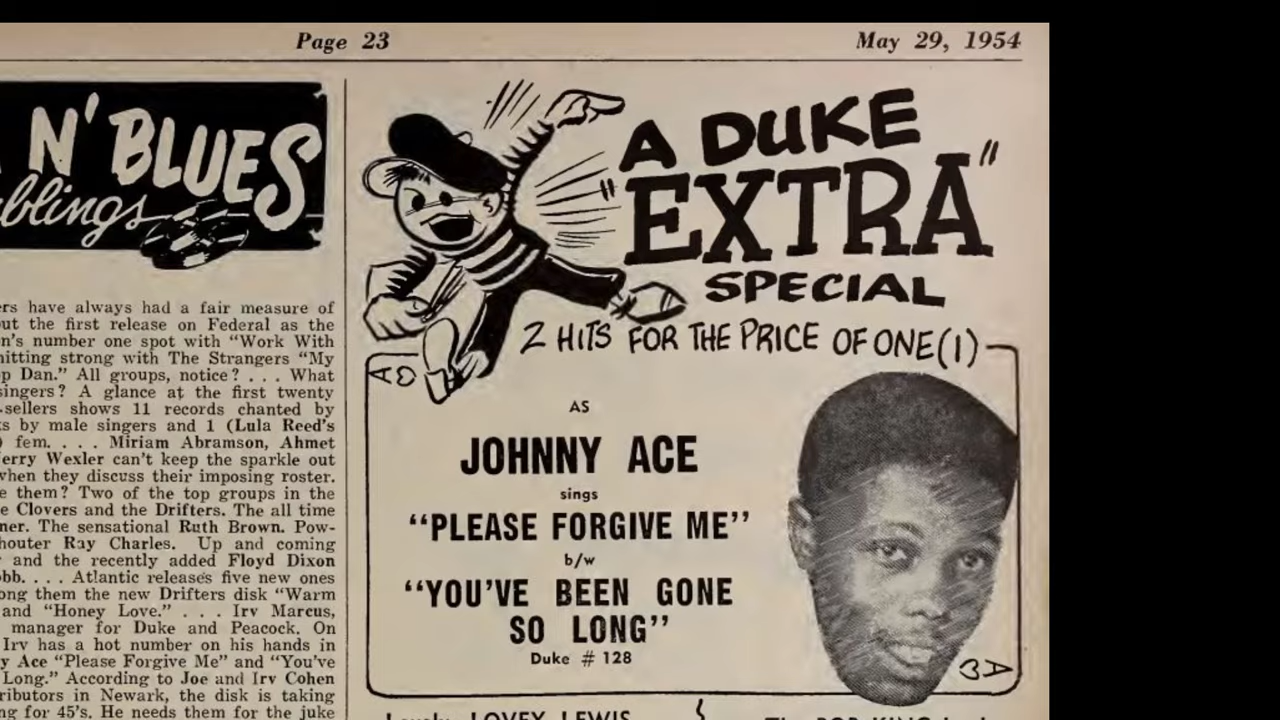 Page 23
May 29, 1954
N' BLUES
blings
ers have always had a fair measure of
out the first release on Federal as the
n's number one spot with "Work With
hitting strong with The Strangers "My
p Dan." All groups, notice? . . . What
singers? A glance at the first twenty
-sellers shows 11 records chanted by
s by male singers and 1 (Lula Reed's
) fem. . . . Miriam Abramson, Ahmet
erry Wexler can't keep the sparkle out
when they discuss their imposing roster.
e them? Two of the top groups in the
e Clovers and the Drifters. The all time
ner. The sensational Ruth Brown. Pow-
houter Ray Charles. Up and coming
and the recently added Floyd Dixon
bb. . . . Atlantic releases five new ones
ong them the new Drifters disk "Warm
and "Honey Love." . . . Irv Marcus,
manager for Duke and Peacock. On
Irv has a hot number on his hands in
y Ace "Please Forgive Me" and "You've
Long." According to Joe and Irv Cohen
ributors in Newark, the disk is taking
ng for 45's. He needs them for the juke
A DUKE
"EXTRA"
SPECIAL
2 HITS FOR THE PRICE OF ONE (1)
AD
AS
JOHNNY ACE
sings
"PLEASE FORGIVE ME"
b/w
"YOU'VE BEEN GONE
SO LONG"
Duke # 128
LOVEY LEWIS